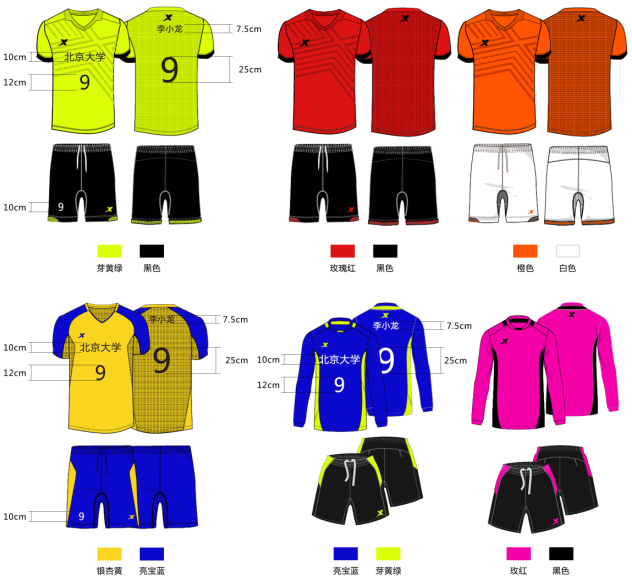 李小龙
7.5cm
10cm
北京大学
12cm
9
9
25cm
10cm
9
芽黄绿
黑色
玫瑰红
黑色
橙色
白色
李小龙
7.5cm
10cm
北京大学
12cm
9
9
25cm
李小龙
7.5cm
10cm
北京大学
12cm
9
9
25cm
10cm
9
银杏黄
亮宝蓝
亮宝蓝
芽黄绿
玫红
黑色